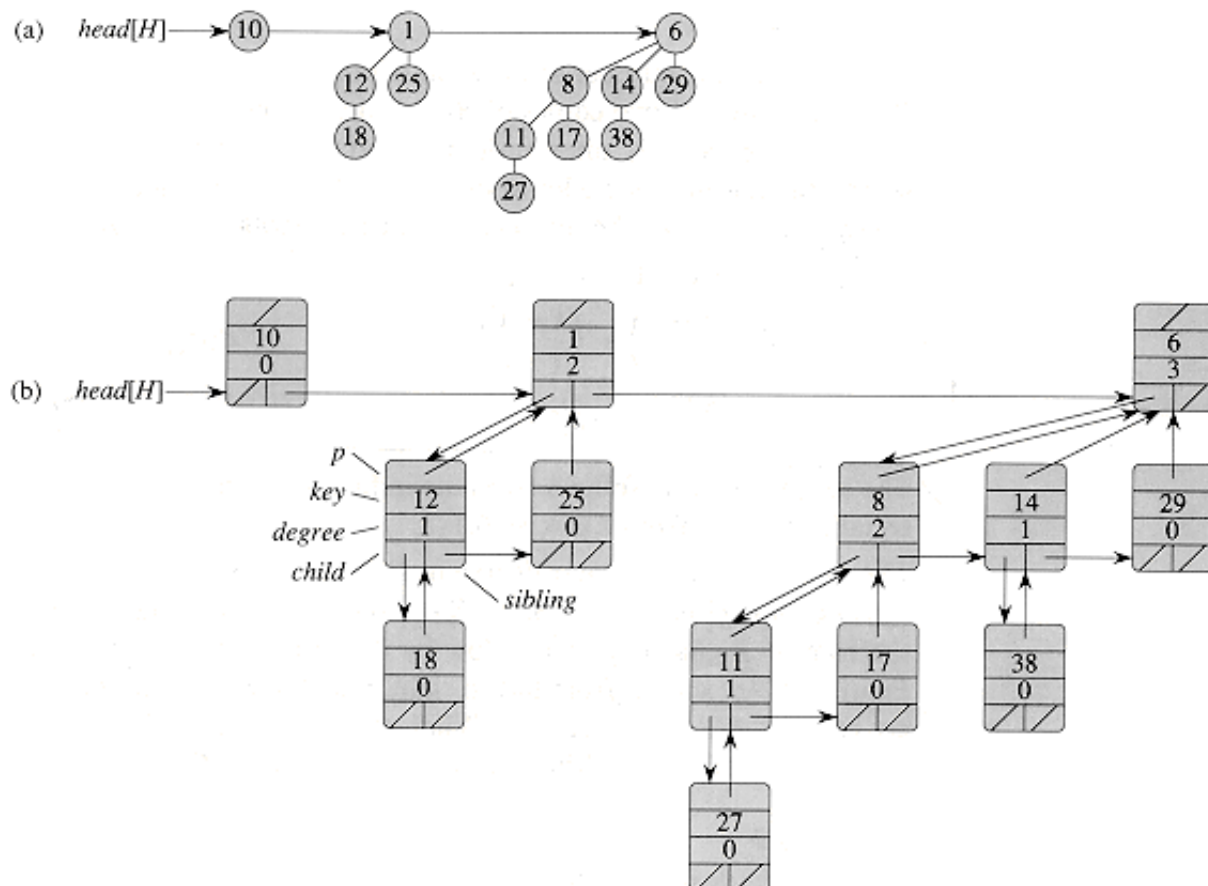 (a) head[H] 10 1 6
12 25 8 14 29
18 11 17 38
27
10 1 6
0 2 3
(b) head[H]
p
key 12 25 8 14 29
degree 1 0 2 1 0
child
sibling
18 11 17 38
0 1 0 0
27
0